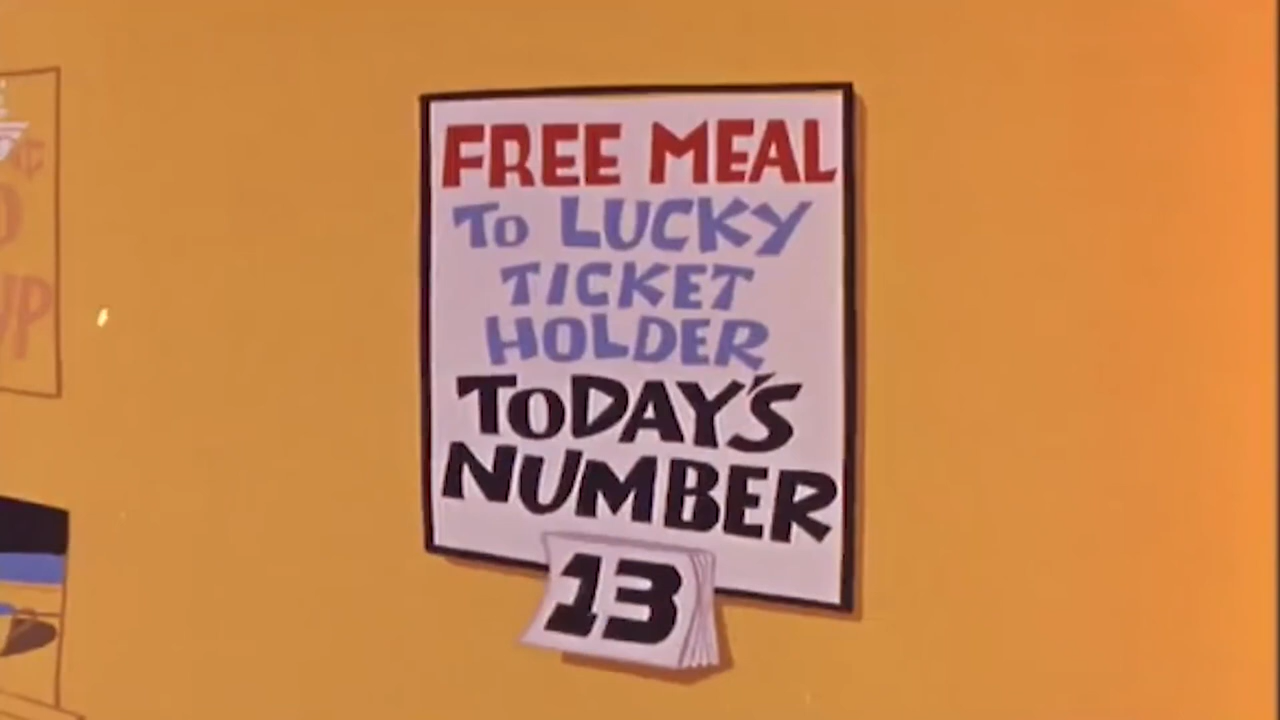 FREE MEAL
To LUCKY
TICKET
HOLDER
TODAY'S
NUMBER
13